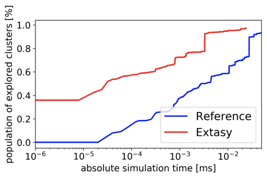 population of explored clusters [%]
1.0
0.8
0.6
0.4
0.2
0.0
Reference
Extasy
10⁻⁶ 10⁻⁵ 10⁻⁴ 10⁻³ 10⁻²
absolute simulation time [ms]